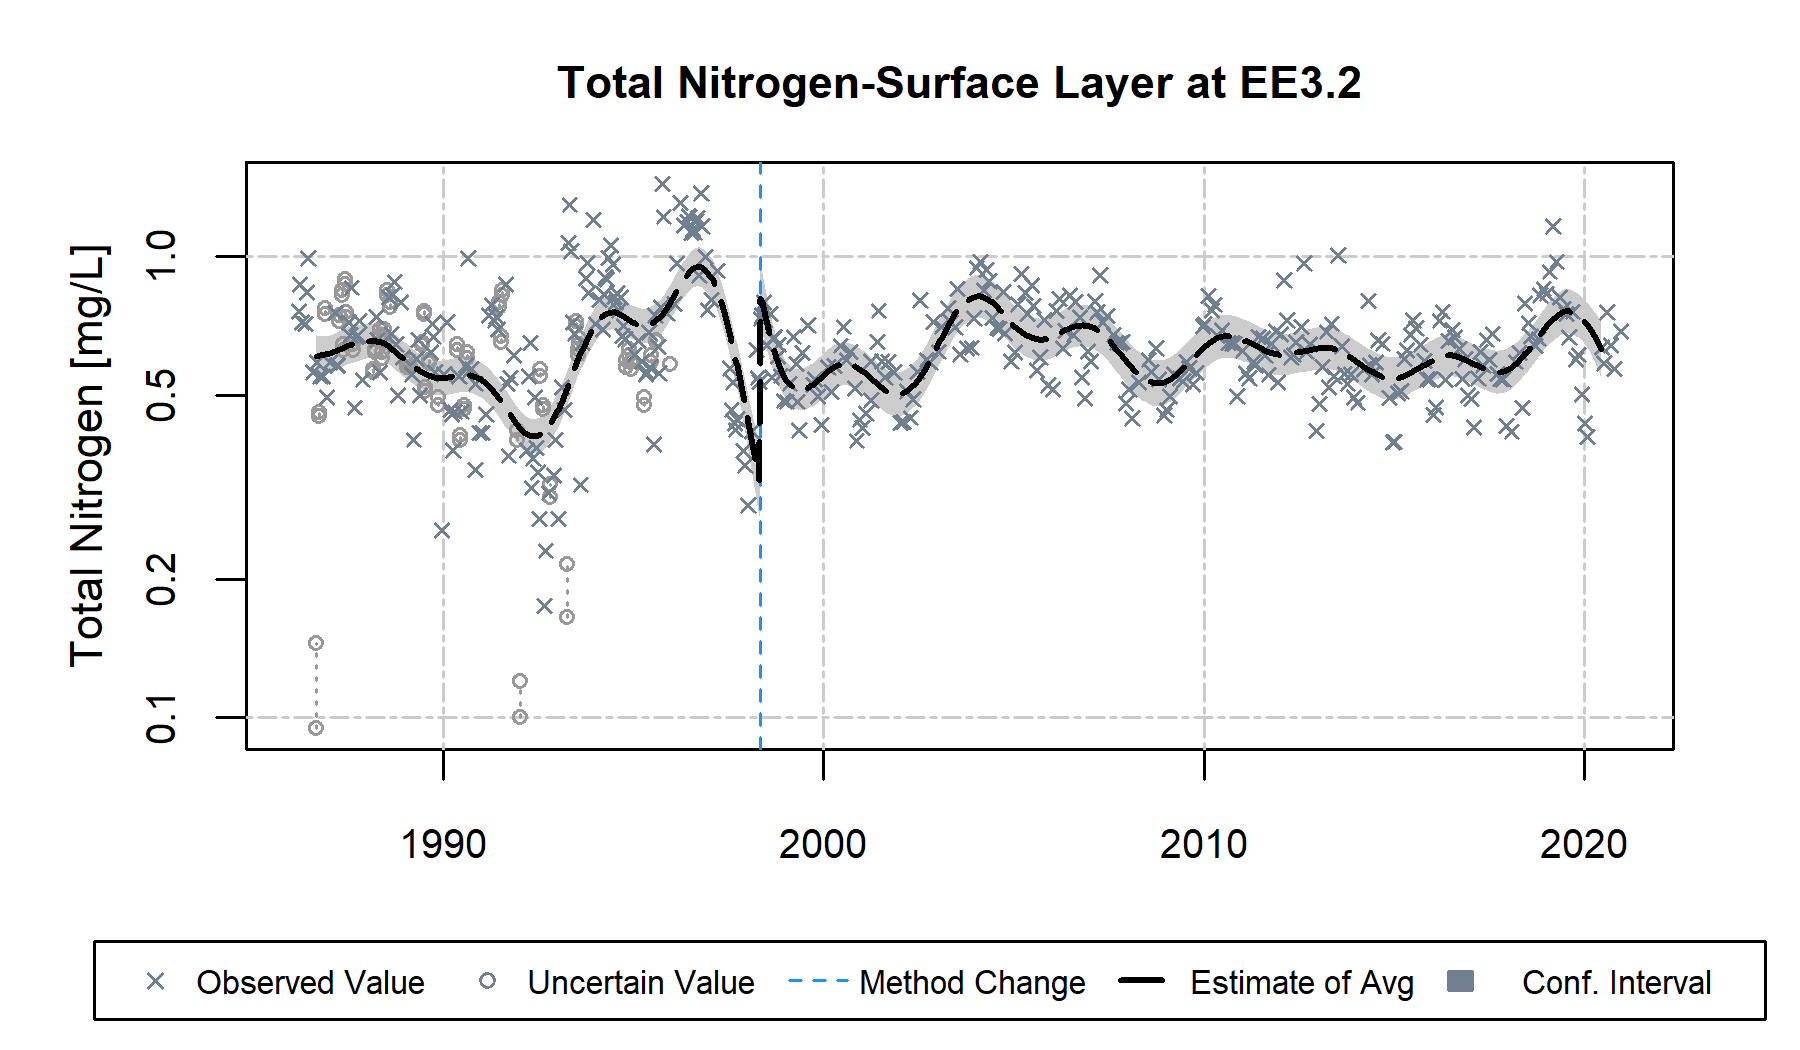 Total Nitrogen-Surface Layer at EE3.2
Total Nitrogen [mg/L]
1.0
0.5
0.2
0.1
1990 2000 2010 2020
Observed Value Uncertain Value Method Change Estimate of Avg Conf. Interval